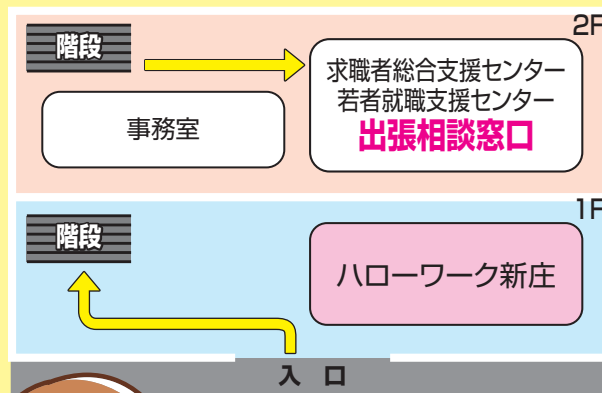 2F
階段
求職者総合支援センター
若者就職支援センター
出張相談窓口
事務室
1F
階段
ハローワーク新庄
入 口